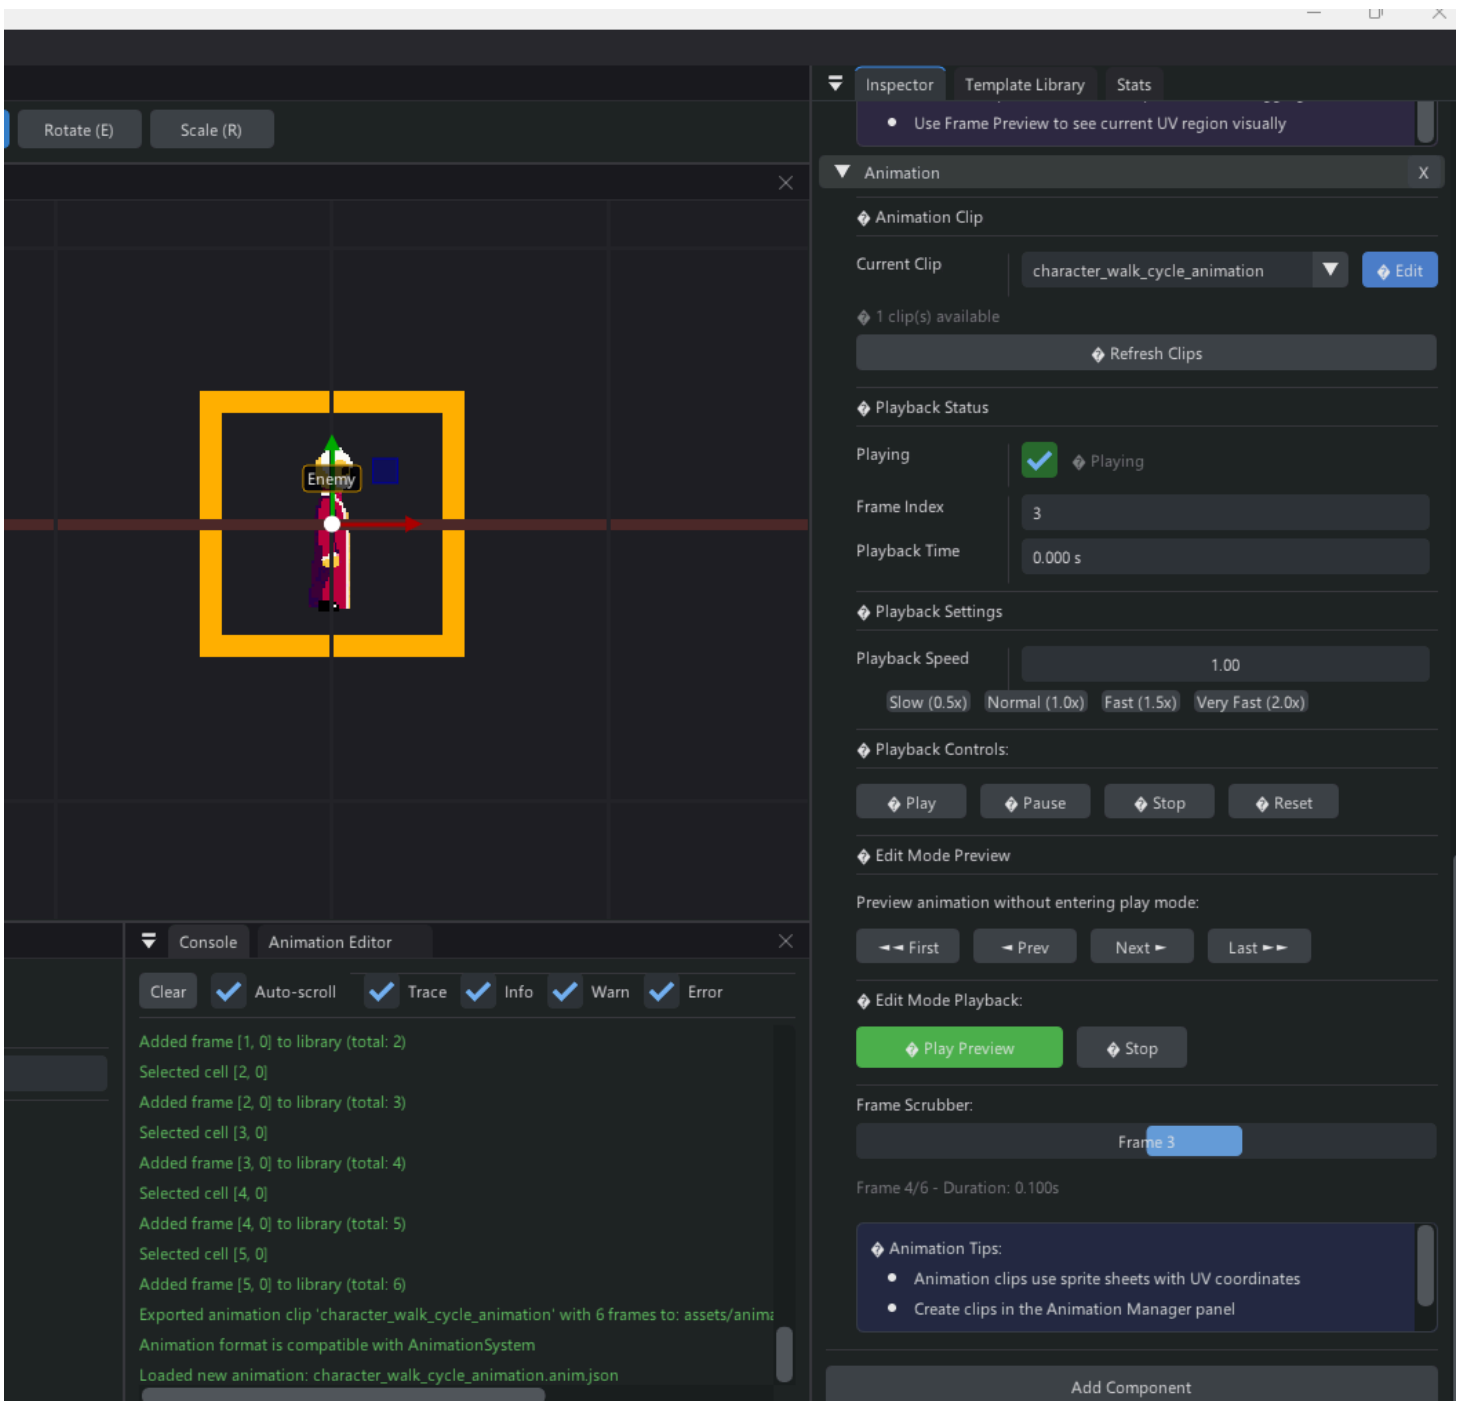 Inspector
Template Library
Stats
Rotate (E)
Scale (R)
Use Frame Preview to see current UV region visually
Animation
X
� Animation Clip
Current Clip
character_walk_cycle_animation
� Edit
� 1 clip(s) available
� Refresh Clips
� Playback Status
Playing
� Playing
Frame Index
3
Playback Time
0.000 s
� Playback Settings
Playback Speed
1.00
Slow (0.5x)
Normal (1.0x)
Fast (1.5x)
Very Fast (2.0x)
� Playback Controls:
� Play
� Pause
� Stop
� Reset
� Edit Mode Preview
Preview animation without entering play mode:
◄◄ First
◄ Prev
Next ►
Last ►►
� Edit Mode Playback:
� Play Preview
� Stop
Frame Scrubber:
Frame 3
Frame 4/6 - Duration: 0.100s
� Animation Tips:
Animation clips use sprite sheets with UV coordinates
Create clips in the Animation Manager panel
Add Component
Enemy
Console
Animation Editor
Clear
Auto-scroll
Trace
Info
Warn
Error
Added frame [1, 0] to library (total: 2)
Selected cell [2, 0]
Added frame [2, 0] to library (total: 3)
Selected cell [3, 0]
Added frame [3, 0] to library (total: 4)
Selected cell [4, 0]
Added frame [4, 0] to library (total: 5)
Selected cell [5, 0]
Added frame [5, 0] to library (total: 6)
Exported animation clip 'character_walk_cycle_animation' with 6 frames to: assets/anima
Animation format is compatible with AnimationSystem
Loaded new animation: character_walk_cycle_animation.anim.json